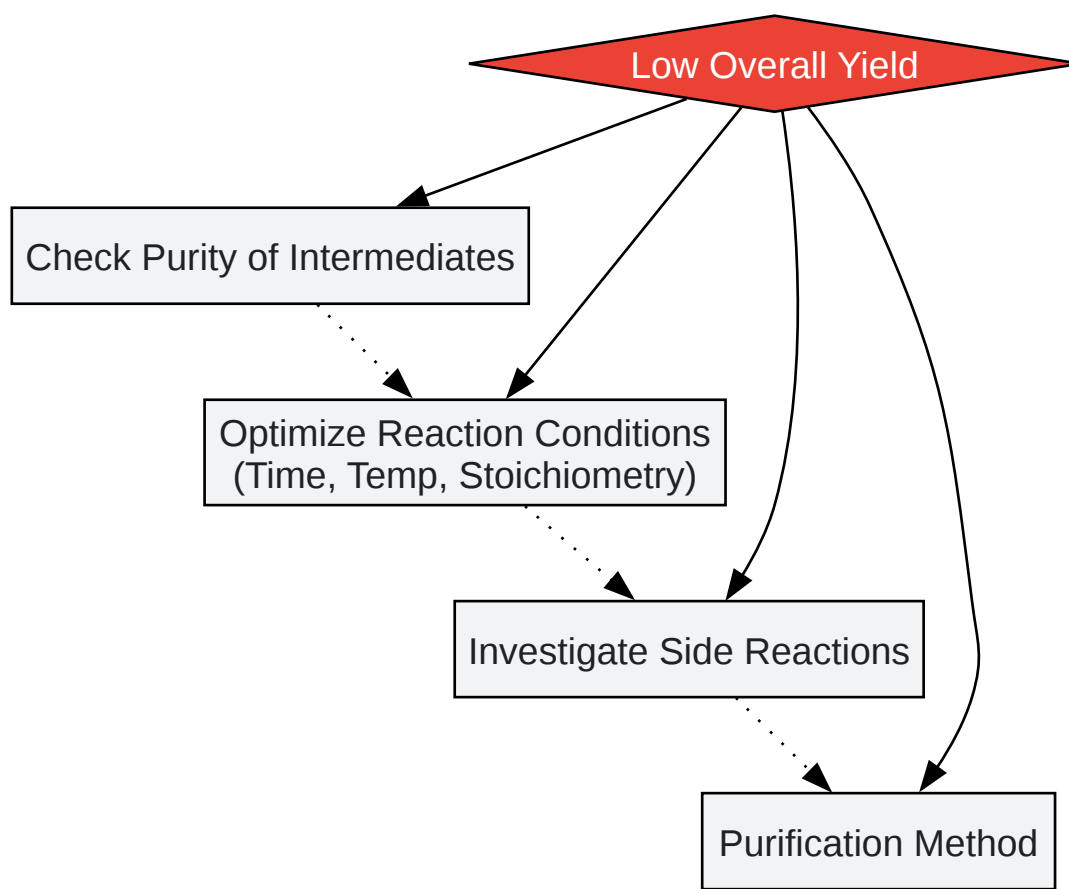 Low Overall Yield
Check Purity of Intermediates
Optimize Reaction Conditions
(Time, Temp, Stoichiometry)
Investigate Side Reactions
Purification Method